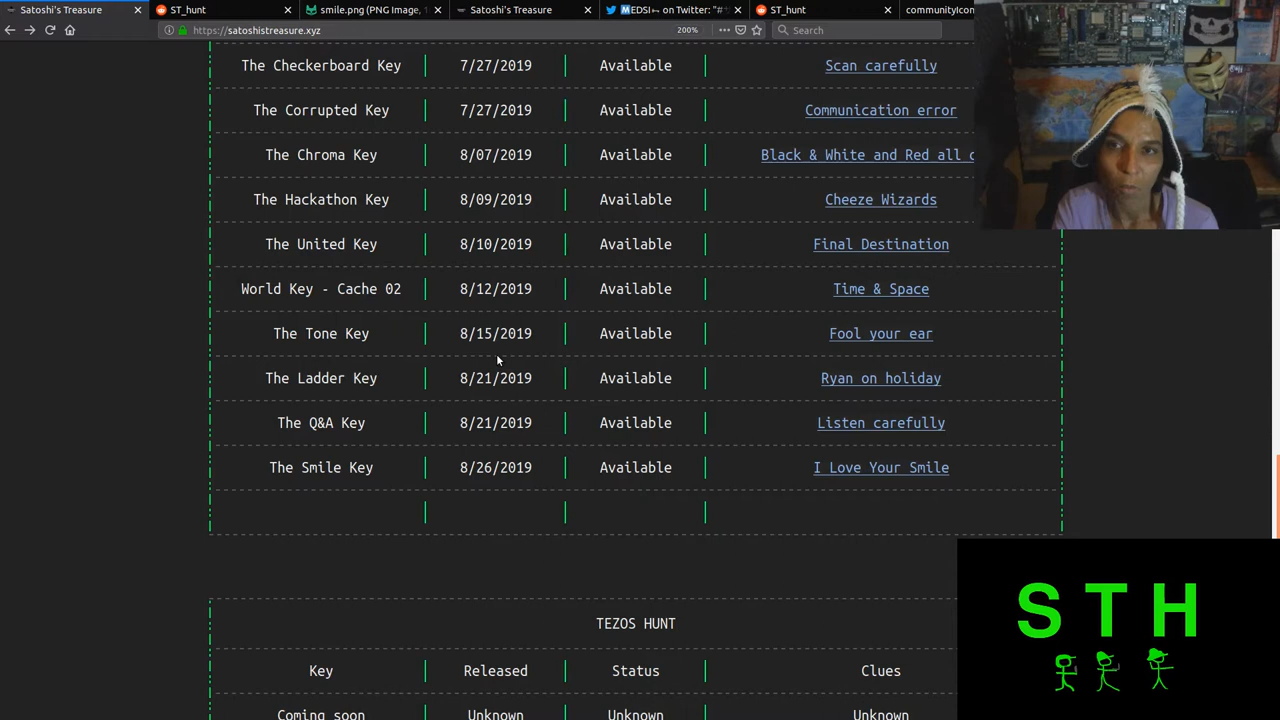 Satoshi's Treasure
ST_hunt
smile.png (PNG Image,
Satoshi's Treasure
MEDSI on Twitter: "#
ST_hunt
communityIcon
https://satoshistreasure.xyz
200%
Search
The Checkerboard Key 7/27/2019 Available Scan carefully
The Corrupted Key 7/27/2019 Available Communication error
The Chroma Key 8/07/2019 Available Black & White and Red all
The Hackathon Key 8/09/2019 Available Cheeze Wizards
The United Key 8/10/2019 Available Final Destination
World Key - Cache 02 8/12/2019 Available Time & Space
The Tone Key 8/15/2019 Available Fool your ear
The Ladder Key 8/21/2019 Available Ryan on holiday
The Q&A Key 8/21/2019 Available Listen carefully
The Smile Key 8/26/2019 Available I Love Your Smile
TEZOS HUNT
Key Released Status Clues
Coming soon Unknown Unknown Unknown
STH